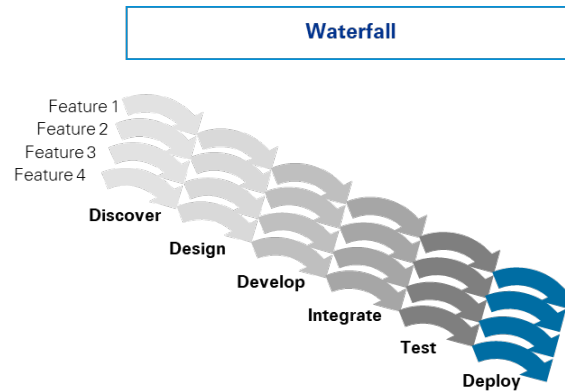 Waterfall
Feature 1
Feature 2
Feature 3
Feature 4
Discover
Design
Develop
Integrate
Test
Deploy